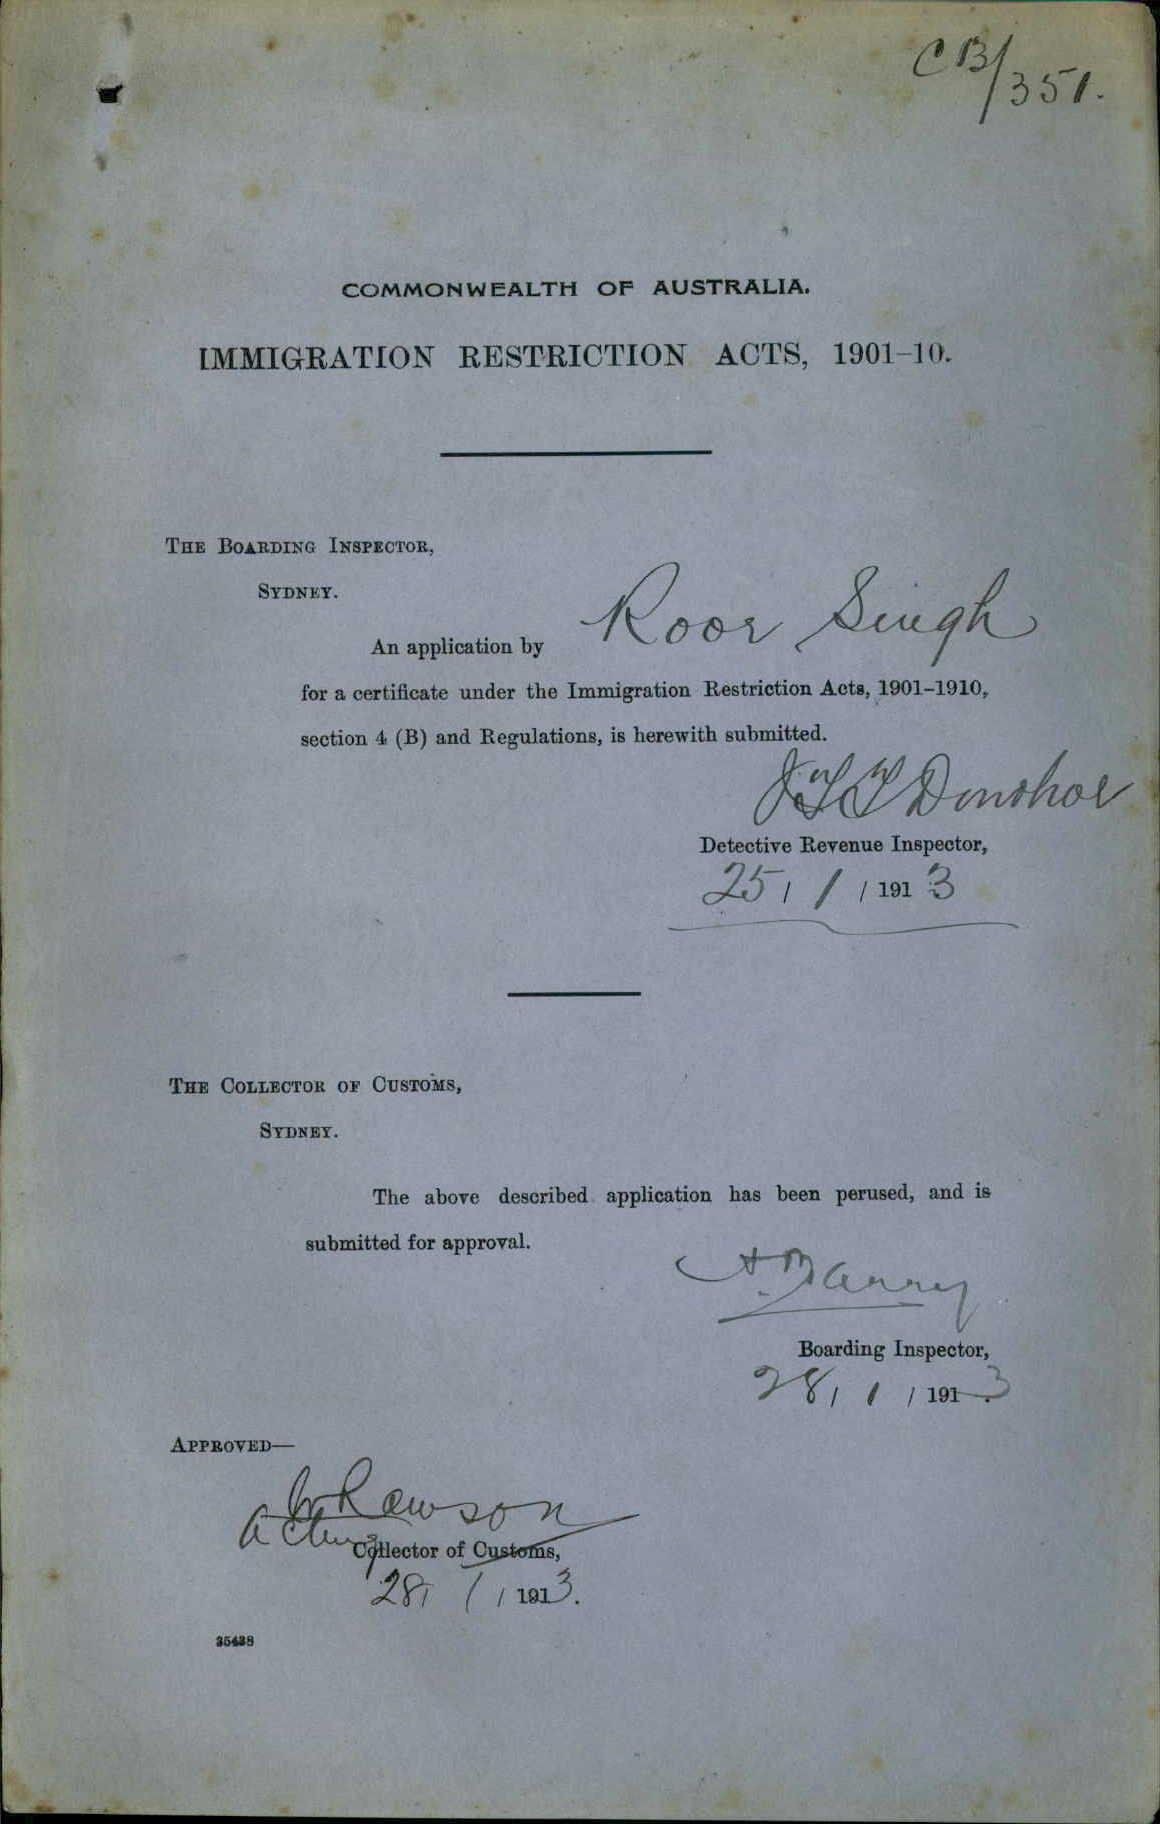 CB/351.
COMMONWEALTH OF AUSTRALIA.
IMMIGRATION RESTRICTION ACTS, 1901-10.
THE BOARDING INSPECTOR,
SYDNEY.
An application by Roor Singh
for a certificate under the Immigration Restriction Acts, 1901-1910,
section 4 (B) and Regulations, is herewith submitted.
Donohoe
Detective Revenue Inspector,
25/1/1913
THE COLLECTOR OF CUSTOMS,
SYDNEY.
The above described application has been perused, and is
submitted for approval.
Boarding Inspector,
28/1/1913
APPROVED—
Rawson
Acting
Collector of Customs,
28/1/1913.
35438